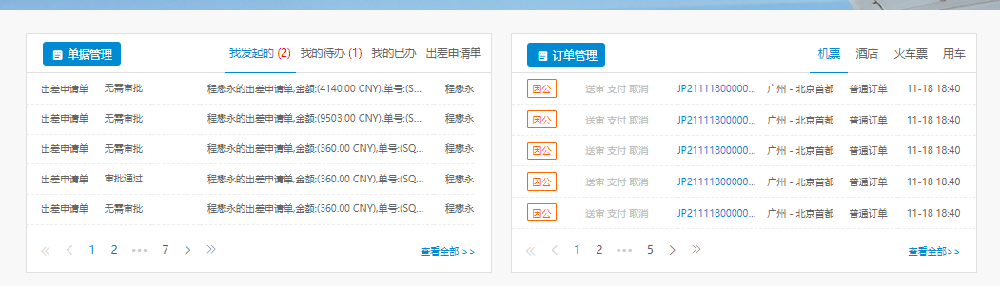 单据管理 我发起的 (2) 我的待办 (1) 我的已办 出差申请单
出差申请单 无需审批 程懋永的出差申请单,金额:(4140.00 CNY),单号:(S... 程懋永
出差申请单 无需审批 程懋永的出差申请单,金额:(9503.00 CNY),单号:(S... 程懋永
出差申请单 无需审批 程懋永的出差申请单,金额:(360.00 CNY),单号:(SQ... 程懋永
出差申请单 审批通过 程懋永的出差申请单,金额:(360.00 CNY),单号:(SQ... 程懋永
出差申请单 无需审批 程懋永的出差申请单,金额:(360.00 CNY),单号:(SQ... 程懋永
« < 1 2 ••• 7 > » 查看全部 >>
订单管理 机票 酒店 火车票 用车
因公 送审 支付 取消 JP21111800000... 广州 - 北京首都 普通订单 11-18 18:40
因公 送审 支付 取消 JP21111800000... 广州 - 北京首都 普通订单 11-18 18:40
因公 送审 支付 取消 JP21111800000... 广州 - 北京首都 普通订单 11-18 18:40
因公 送审 支付 取消 JP21111800000... 广州 - 北京首都 普通订单 11-18 18:40
因公 送审 支付 取消 JP21111800000... 广州 - 北京首都 普通订单 11-18 18:40
« < 1 2 ••• 5 > » 查看全部>>